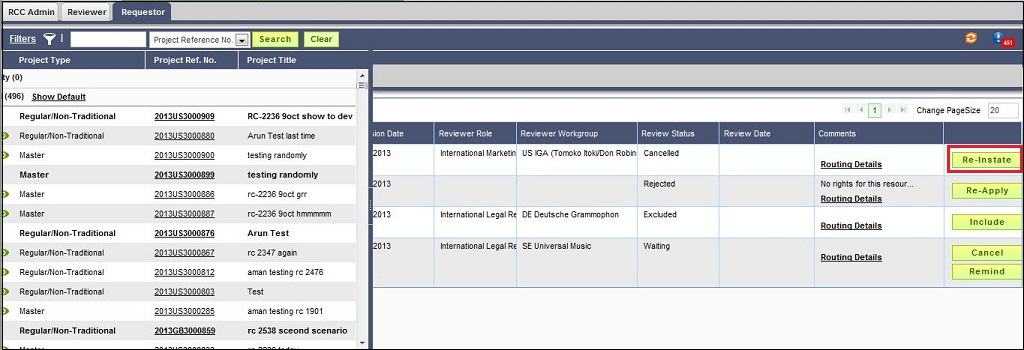 RCC Admin Reviewer Requestor
Filters | Project Reference No. Search Clear 451
Project Type Project Ref. No. Project Title
ty (0)
(496) Show Default
Regular/Non-Traditional 2013US3000909 RC-2236 9oct show to dev
Regular/Non-Traditional 2013US3000880 Arun Test last time
Master 2013US3000900 testing randomly
Master 2013US3000899 testing randomly
Master 2013US3000886 rc-2236 9oct grr
Master 2013US3000887 rc-2236 9oct hmmmmm
Regular/Non-Traditional 2013US3000876 Arun Test
Regular/Non-Traditional 2013US3000867 rc 2347 again
Regular/Non-Traditional 2013US3000812 aman testing rc 2476
Regular/Non-Traditional 2013US3000803 Test
Master 2013US3000285 aman testing rc 1901
Regular/Non-Traditional 2013GB3000859 rc 2538 sceond scenario
1 Change PageSize 20
sion Date Reviewer Role Reviewer Workgroup Review Status Review Date Comments
2013 International Marketin US IGA (Tomoko Itoki/Don Robin Cancelled
Routing Details Re-Instate
2013 Rejected No rights for this resour...
Routing Details Re-Apply
2013 International Legal Re DE Deutsche Grammophon Excluded
Routing Details Include
2013 International Legal Re SE Universal Music Waiting
Routing Details Cancel
Remind